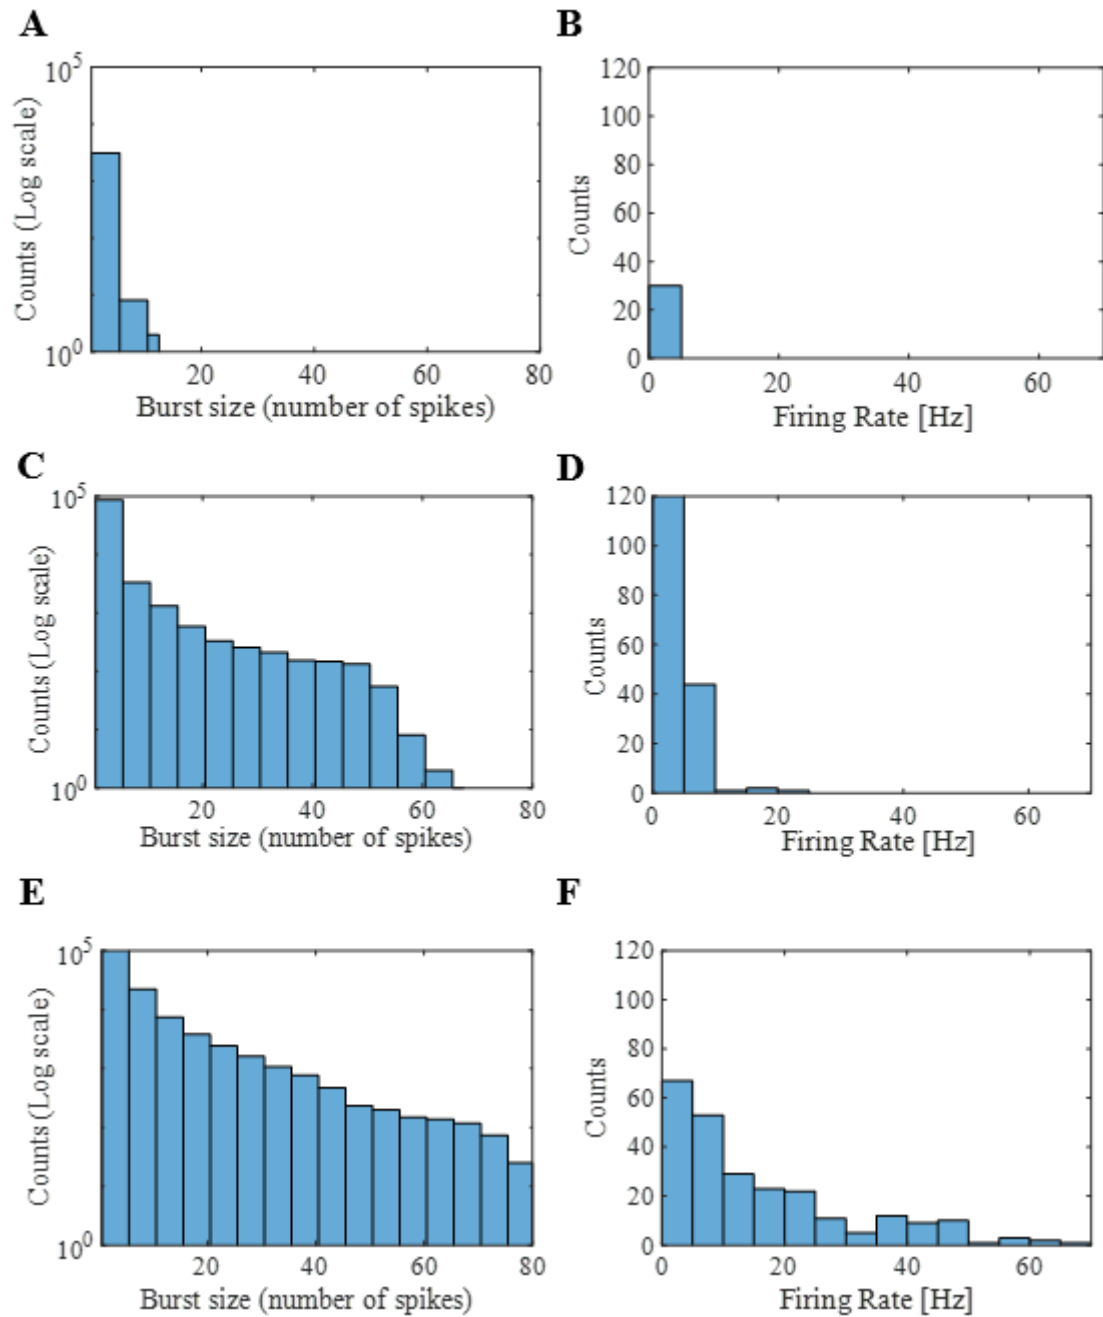 A
B
10^5
Counts (Log scale)
10^0
20 40 60 80
Burst size (number of spikes)
120
100
80
60
40
20
0
Counts
0 20 40 60
Firing Rate [Hz]
C
D
10^5
Counts (Log scale)
10^0
20 40 60 80
Burst size (number of spikes)
120
100
80
60
40
20
0
Counts
0 20 40 60
Firing Rate [Hz]
E
F
10^5
Counts (Log scale)
10^0
20 40 60 80
Burst size (number of spikes)
120
100
80
60
40
20
0
Counts
0 20 40 60
Firing Rate [Hz]